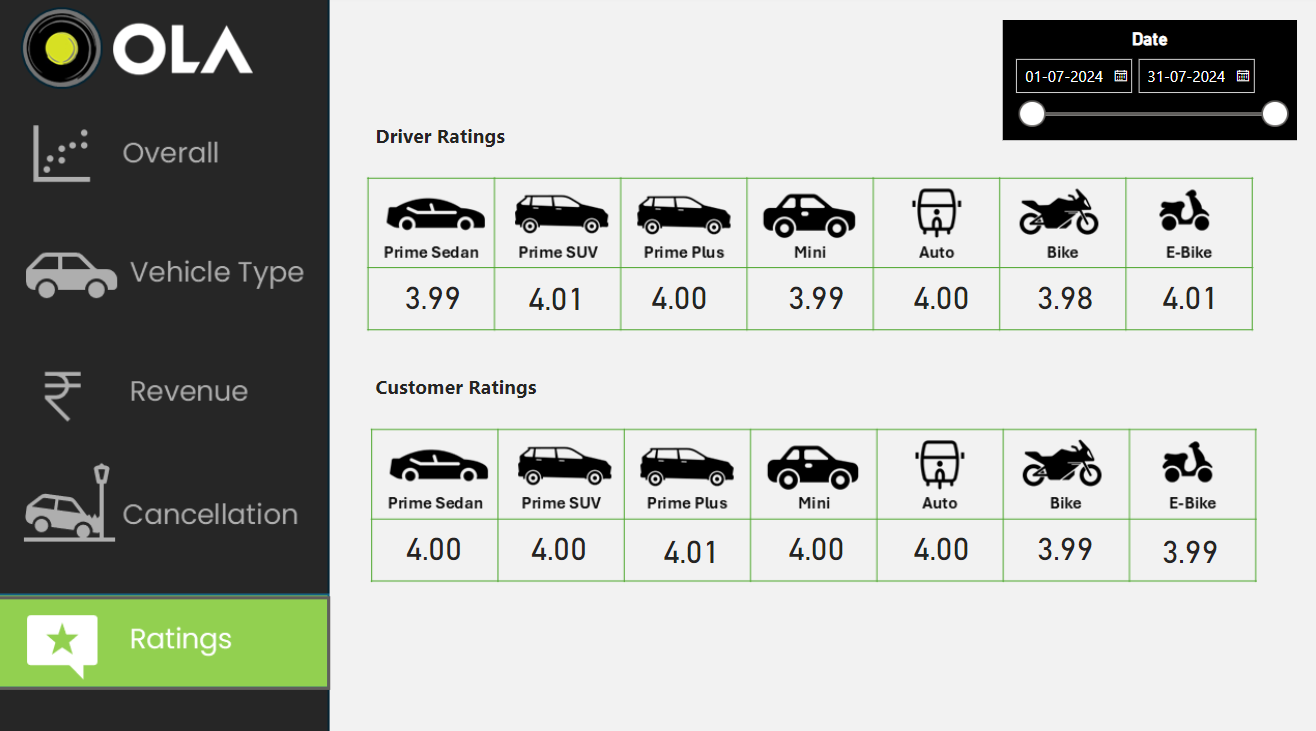 OLA
Date
01-07-2024 31-07-2024
Overall
Vehicle Type
Revenue
Cancellation
Ratings
Driver Ratings
Prime Sedan Prime SUV Prime Plus Mini Auto Bike E-Bike
3.99 4.01 4.00 3.99 4.00 3.98 4.01
Customer Ratings
Prime Sedan Prime SUV Prime Plus Mini Auto Bike E-Bike
4.00 4.00 4.01 4.00 4.00 3.99 3.99